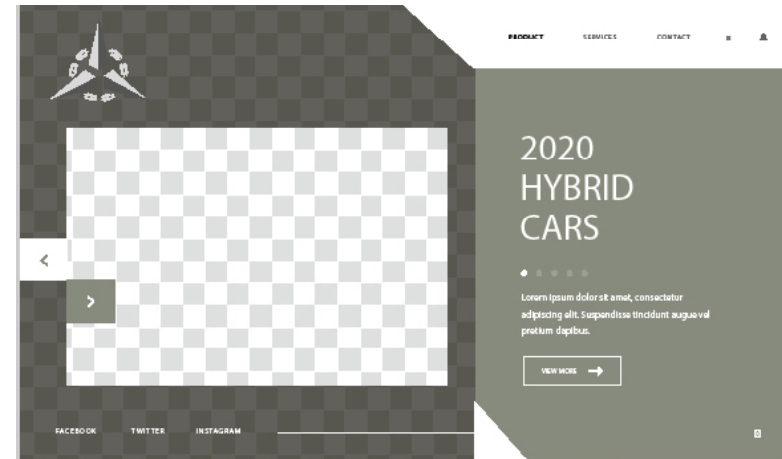 PRODUCT SERVICES CONTACT
2020
HYBRID
CARS
Lorem ipsum dolor sit amet, consectetur
adipiscing elit. Suspendisse tincidunt augue vel
pretium dapibus.
VIEW MORE
FACEBOOK TWITTER INSTAGRAM